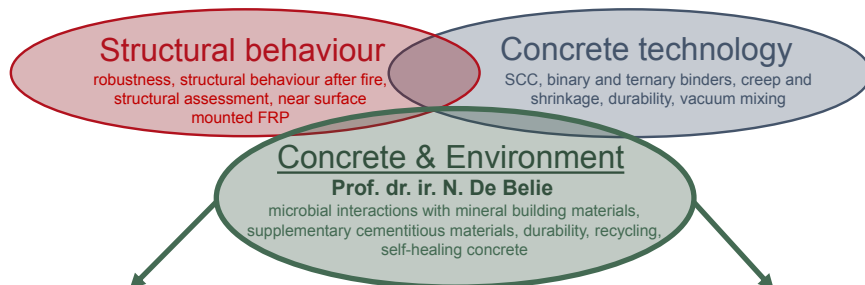 Structural behaviour
robustness, structural behaviour after fire,
structural assessment, near surface
mounted FRP
Concrete technology
SCC, binary and ternary binders, creep and
shrinkage, durability, vacuum mixing
Concrete & Environment
Prof. dr. ir. N. De Belie
microbial interactions with mineral building materials,
supplementary cementitious materials, durability, recycling,
self-healing concrete